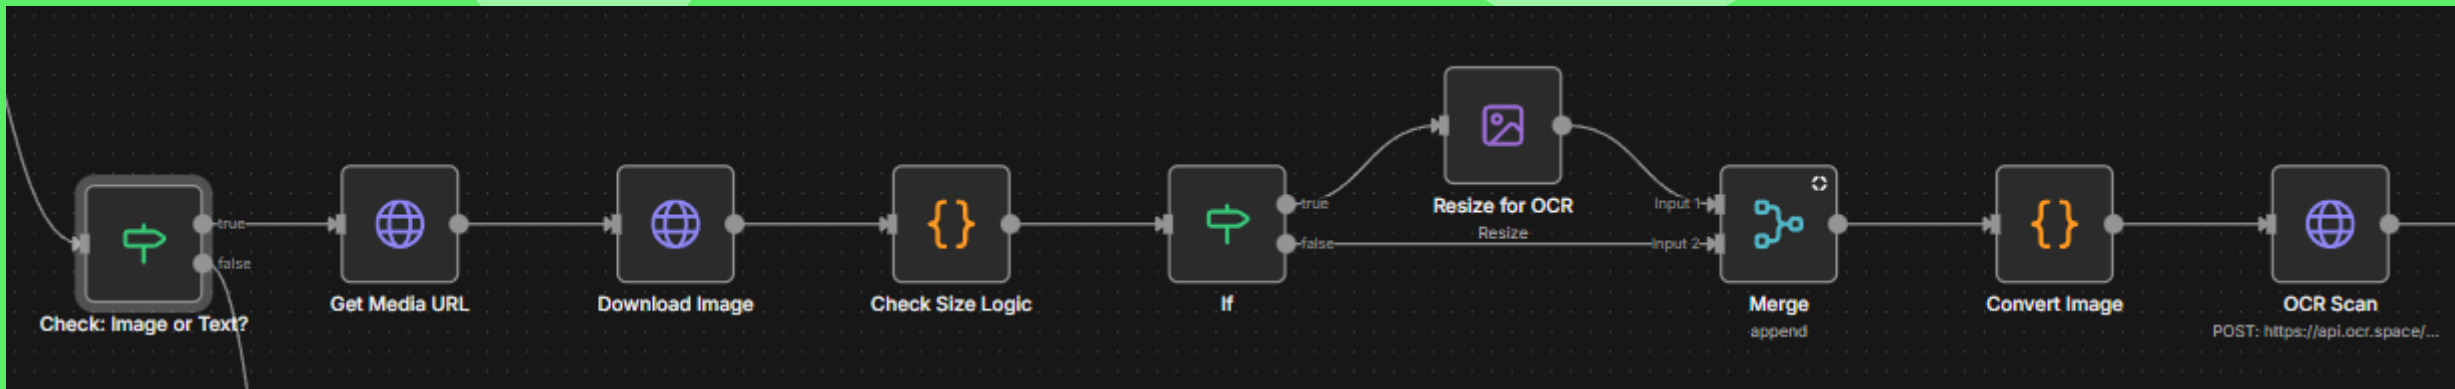 true
false
Check: Image or Text?
Get Media URL
Download Image
Check Size Logic
true
false
If
Resize for OCR
Resize
Input 1
Input 2
Merge
append
Convert Image
OCR Scan
POST: https://api.ocr.space/...